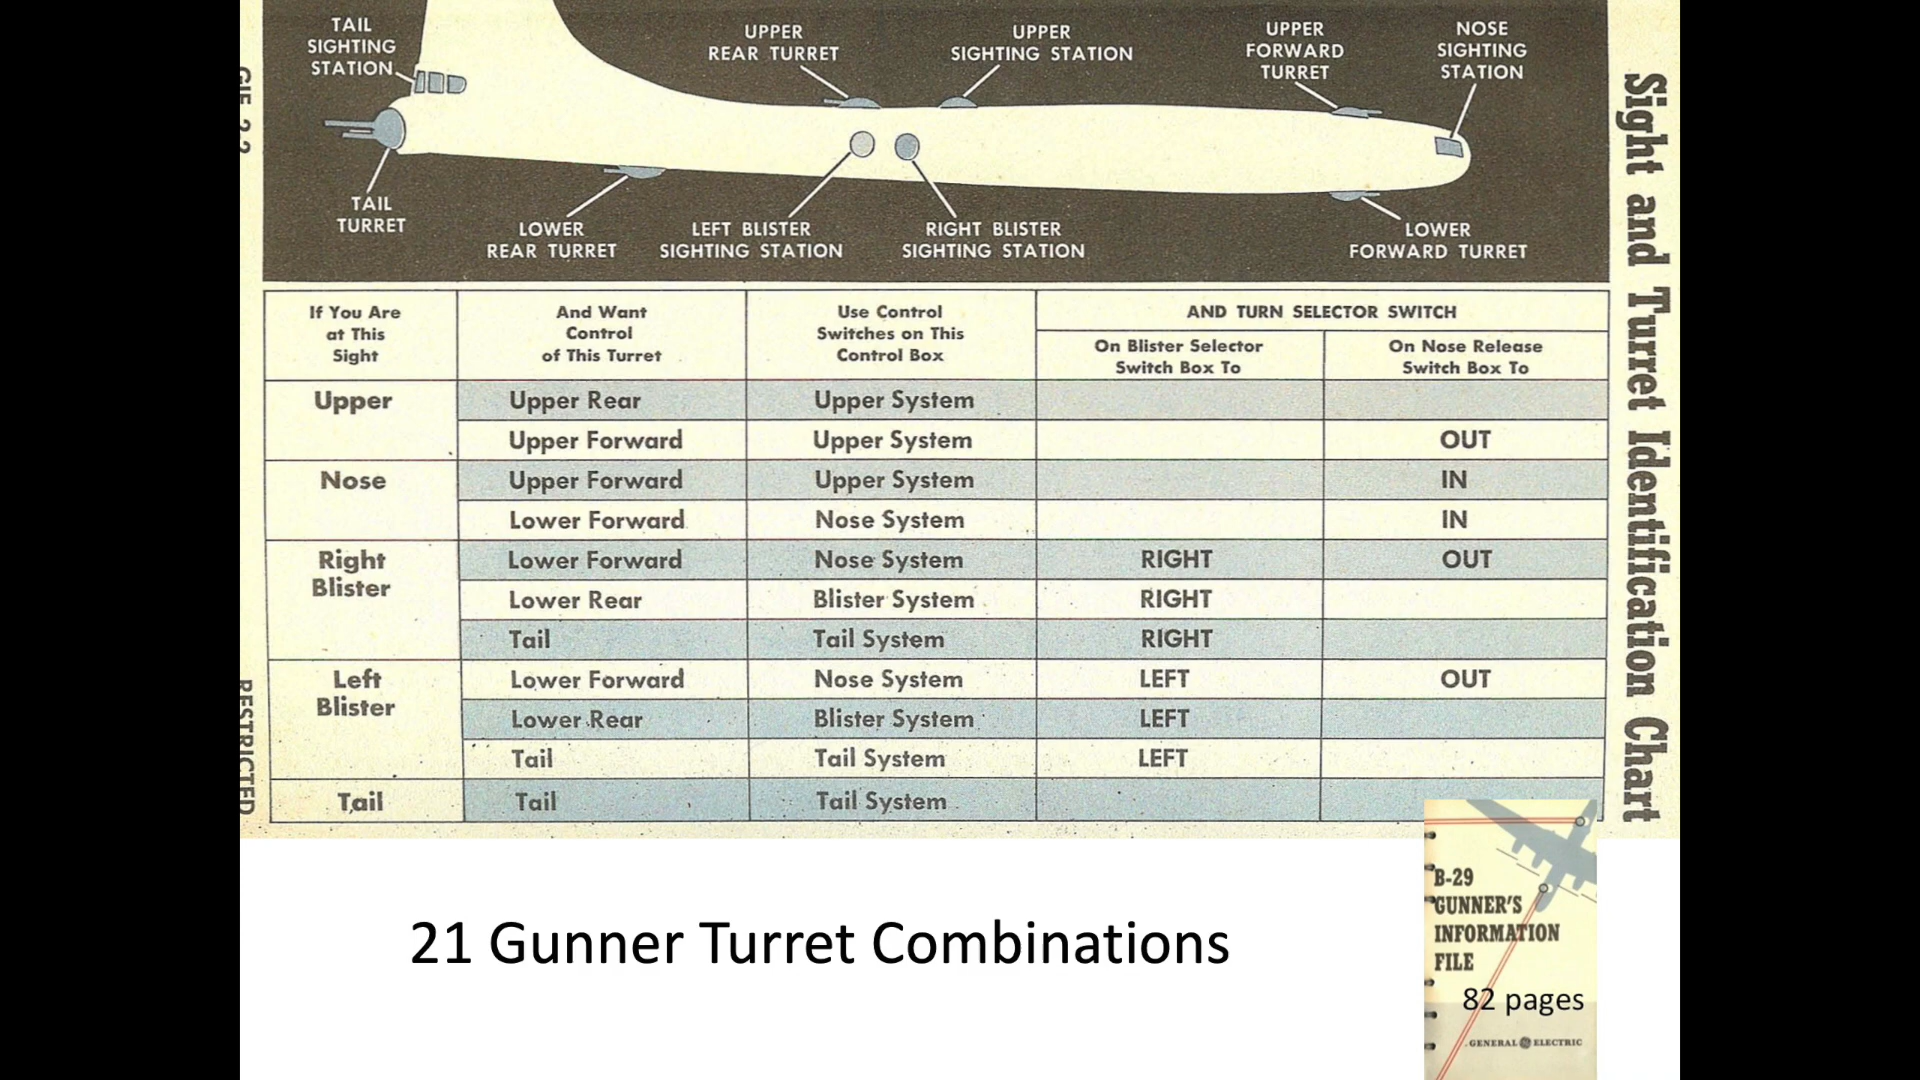 TAIL
SIGHTING
STATION
UPPER
REAR TURRET
UPPER
SIGHTING STATION
UPPER
FORWARD
TURRET
NOSE
SIGHTING
STATION
TAIL
TURRET
LOWER
REAR TURRET
LEFT BLISTER
SIGHTING STATION
RIGHT BLISTER
SIGHTING STATION
LOWER
FORWARD TURRET
Sight and Turret Identification Chart
RESTRICTED
If You Are
at This
Sight
And Want
Control
of This Turret
Use Control
Switches on This
Control Box
AND TURN SELECTOR SWITCH
On Blister Selector
Switch Box To
On Nose Release
Switch Box To
Upper
Upper Rear Upper System
Upper Forward Upper System OUT
Nose
Upper Forward Upper System IN
Lower Forward Nose System IN
Right
Blister
Lower Forward Nose System RIGHT OUT
Lower Rear Blister System RIGHT
Tail Tail System RIGHT
Left
Blister
Lower Forward Nose System LEFT OUT
Lower Rear Blister System LEFT
Tail Tail System LEFT
Tail Tail Tail System
21 Gunner Turret Combinations
B-29
GUNNER'S
INFORMATION
FILE
82 pages
GENERAL ELECTRIC